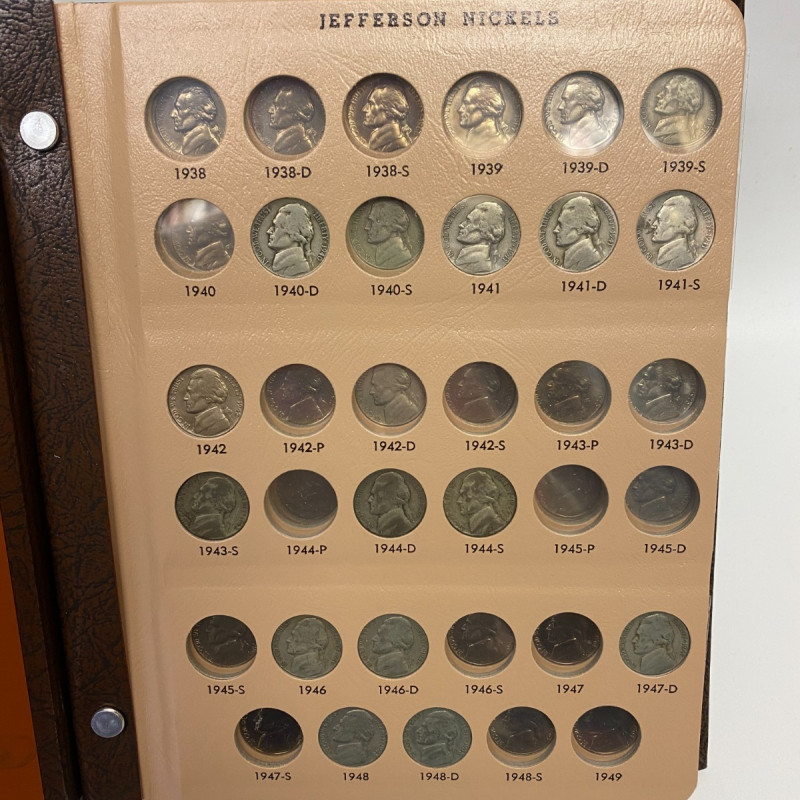 JEFFERSON NICKELS
1938 1938-D 1938-S 1939 1939-D 1939-S
1940 1940-D 1940-S 1941 1941-D 1941-S
1942 1942-P 1942-D 1942-S 1943-P 1943-D
1943-S 1944-P 1944-D 1944-S 1945-P 1945-D
1945-S 1946 1946-D 1946-S 1947 1947-D
1947-S 1948 1948-D 1948-S 1949